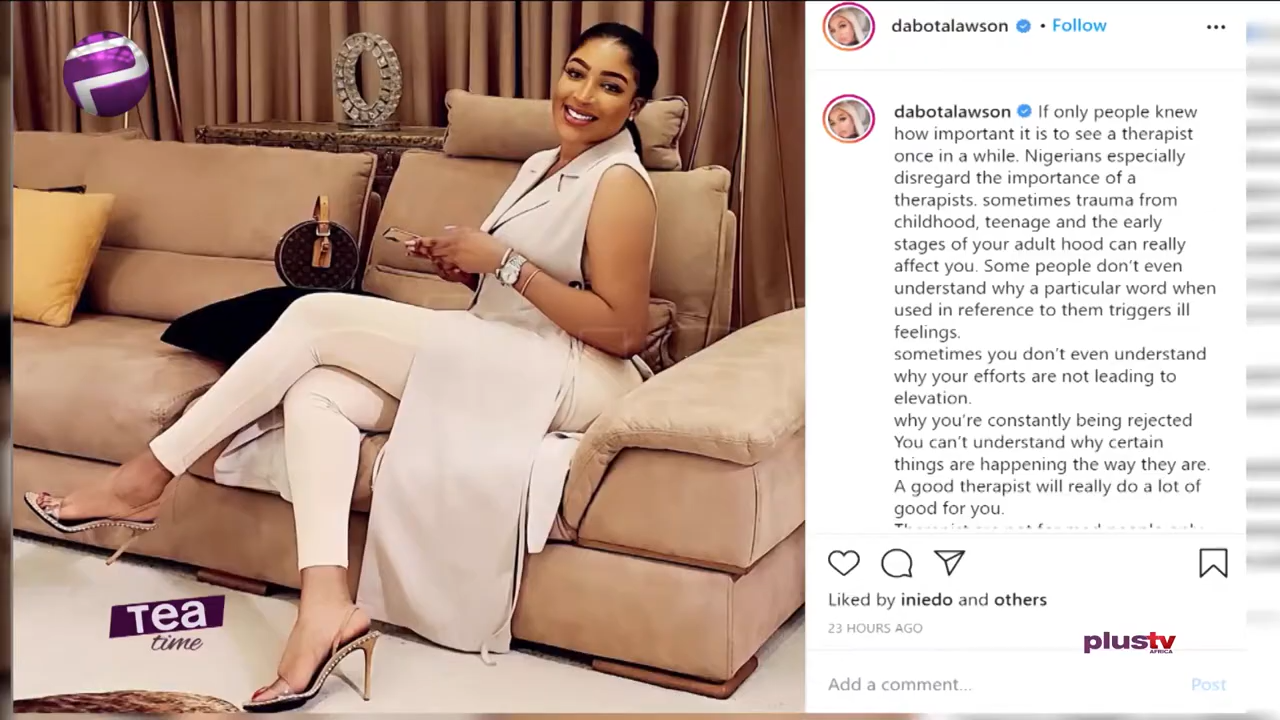 dabotalawson • Follow
dabotalawson If only people knew
how important it is to see a therapist
once in a while. Nigerians especially
disregard the importance of a
therapists. sometimes trauma from
childhood, teenage and the early
stages of your adult hood can really
affect you. Some people don't even
understand why a particular word when
used in reference to them triggers ill
feelings.
sometimes you don't even understand
why your efforts are not leading to
elevation.
why you're constantly being rejected
You can't understand why certain
things are happening the way they are.
A good therapist will really do a lot of
good for you.
Liked by iniedo and others
23 HOURS AGO
Add a comment... Post
Tea
time
plustv
AFRICA